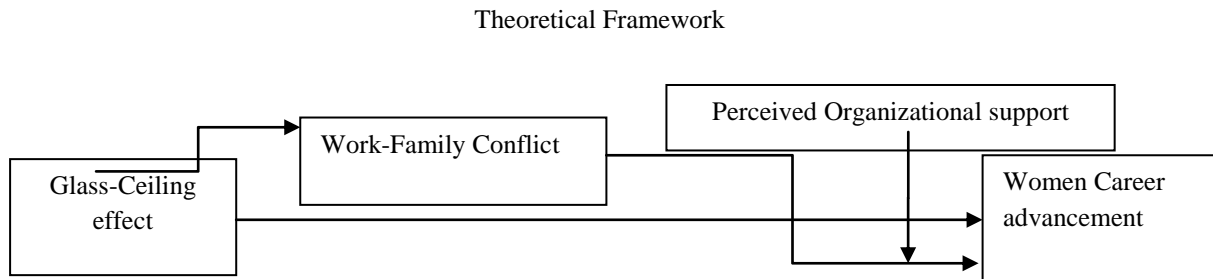 Theoretical Framework
Perceived Organizational support
Work-Family Conflict
Glass-Ceiling
effect
Women Career
advancement